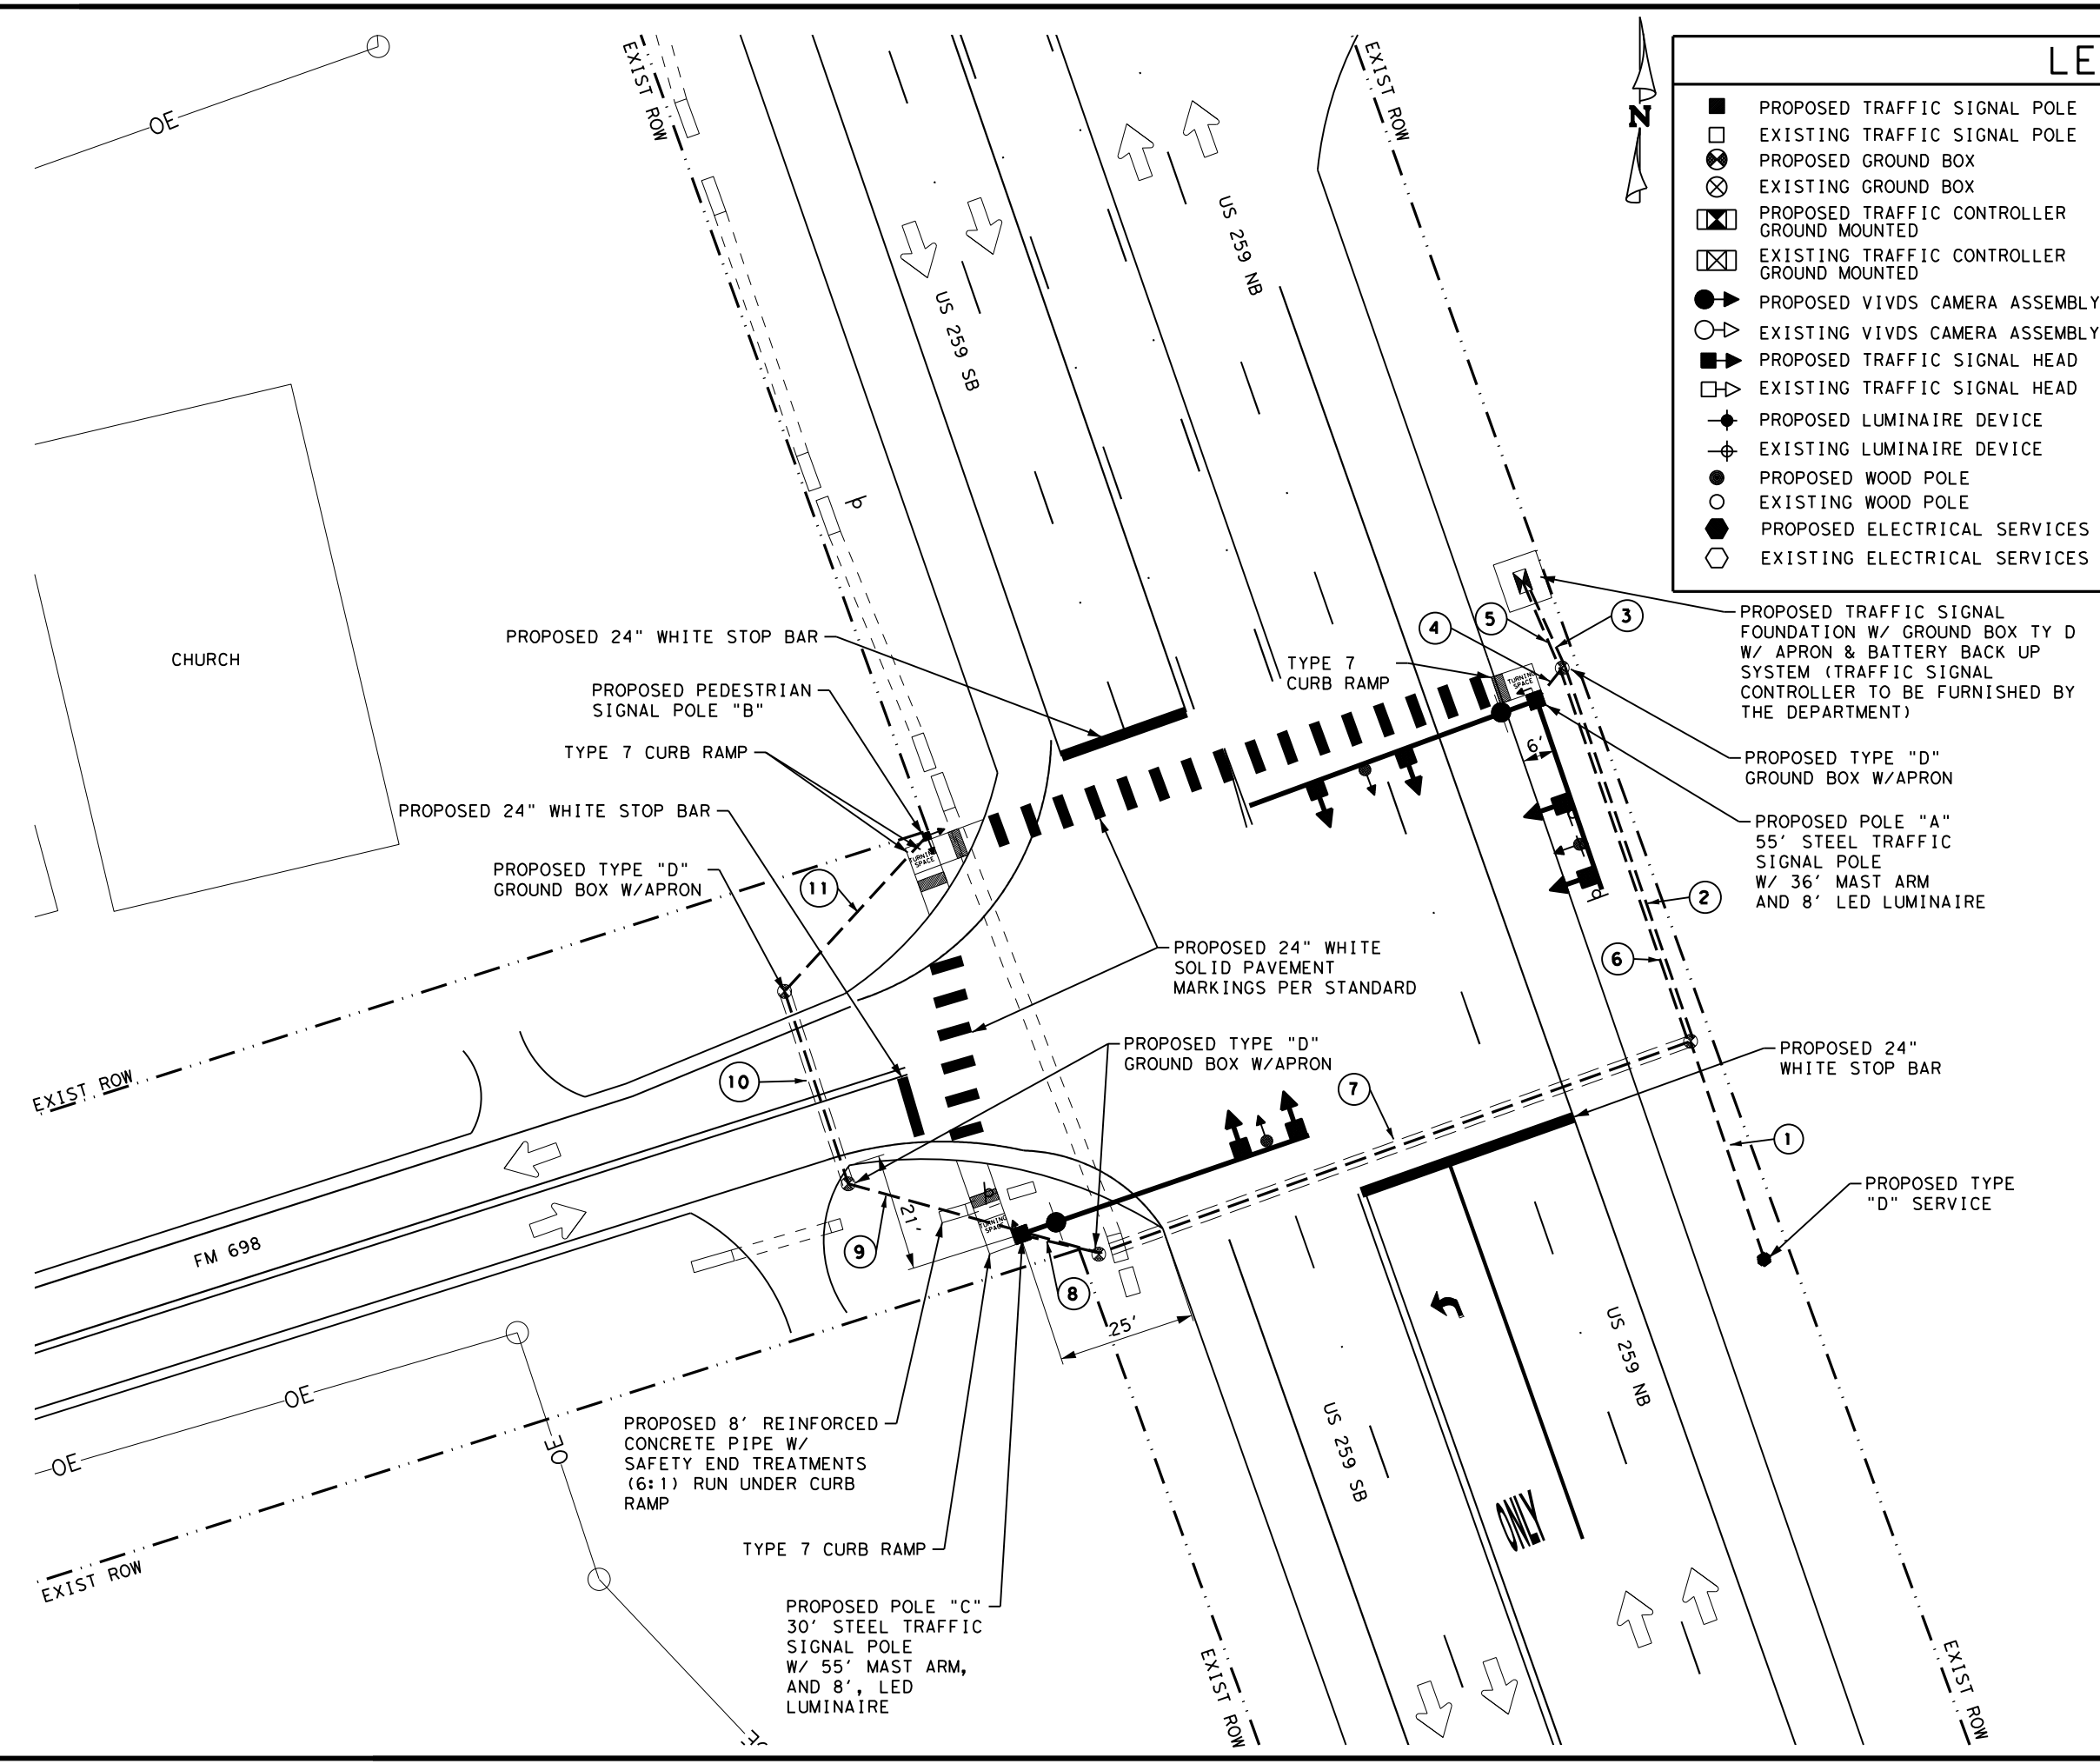 LE
PROPOSED TRAFFIC SIGNAL POLE
EXISTING TRAFFIC SIGNAL POLE
PROPOSED GROUND BOX
EXISTING GROUND BOX
PROPOSED TRAFFIC CONTROLLER
GROUND MOUNTED
EXISTING TRAFFIC CONTROLLER
GROUND MOUNTED
PROPOSED VIVDS CAMERA ASSEMBLY
EXISTING VIVDS CAMERA ASSEMBLY
PROPOSED TRAFFIC SIGNAL HEAD
EXISTING TRAFFIC SIGNAL HEAD
PROPOSED LUMINAIRE DEVICE
EXISTING LUMINAIRE DEVICE
PROPOSED WOOD POLE
EXISTING WOOD POLE
PROPOSED ELECTRICAL SERVICES
EXISTING ELECTRICAL SERVICES
N
OE
EXIST ROW
EXIST ROW
US 259 NB
US 259 SB
CHURCH
PROPOSED 24" WHITE STOP BAR
PROPOSED PEDESTRIAN
SIGNAL POLE "B"
TYPE 7 CURB RAMP
PROPOSED 24" WHITE STOP BAR
PROPOSED TYPE "D"
GROUND BOX W/APRON
11
TURNING
SPACE
TYPE 7
CURB RAMP
4
5
3
TURNING
SPACE
6'
PROPOSED TRAFFIC SIGNAL
FOUNDATION W/ GROUND BOX TY D
W/ APRON & BATTERY BACK UP
SYSTEM (TRAFFIC SIGNAL
CONTROLLER TO BE FURNISHED BY
THE DEPARTMENT)
PROPOSED TYPE "D"
GROUND BOX W/APRON
PROPOSED POLE "A"
55' STEEL TRAFFIC
SIGNAL POLE
W/ 36' MAST ARM
AND 8' LED LUMINAIRE
2
6
PROPOSED 24" WHITE
SOLID PAVEMENT
MARKINGS PER STANDARD
PROPOSED TYPE "D"
GROUND BOX W/APRON
7
PROPOSED 24"
WHITE STOP BAR
1
PROPOSED TYPE
"D" SERVICE
EXIST ROW
10
9
21'
TURNING
SPACE
8
25'
FM 698
OE
OE
OE
EXIST ROW
PROPOSED 8' REINFORCED
CONCRETE PIPE W/
SAFETY END TREATMENTS
(6:1) RUN UNDER CURB
RAMP
TYPE 7 CURB RAMP
PROPOSED POLE "C"
30' STEEL TRAFFIC
SIGNAL POLE
W/ 55' MAST ARM,
AND 8', LED
LUMINAIRE
US 259 SB
US 259 NB
ONLY
EXIST ROW
EXIST ROW